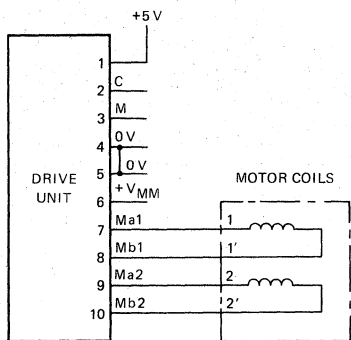 +5 V
1
2 C
3 M
4 0 V
5 0 V
6 + VMM
DRIVE
UNIT
MOTOR COILS
7 Ma1 1
8 Mb1 1'
9 Ma2 2
10 Mb2 2'